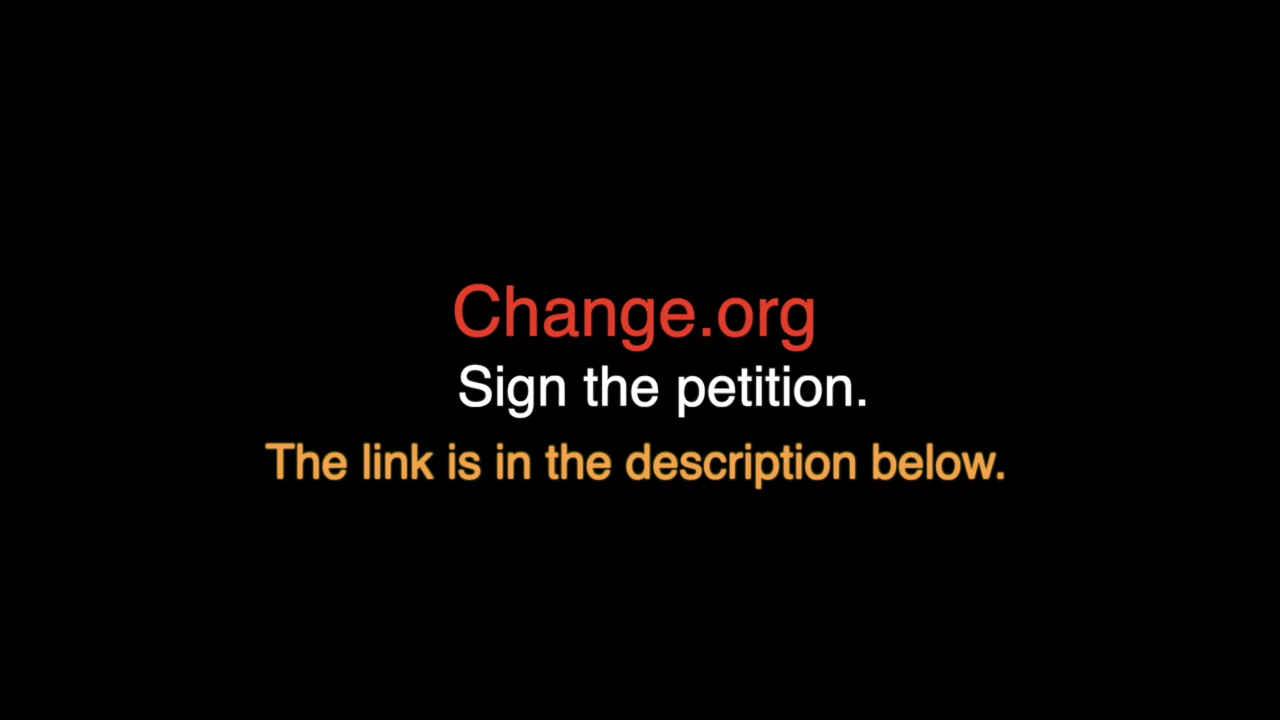 Change.org
Sign the petition.
The link is in the description below.